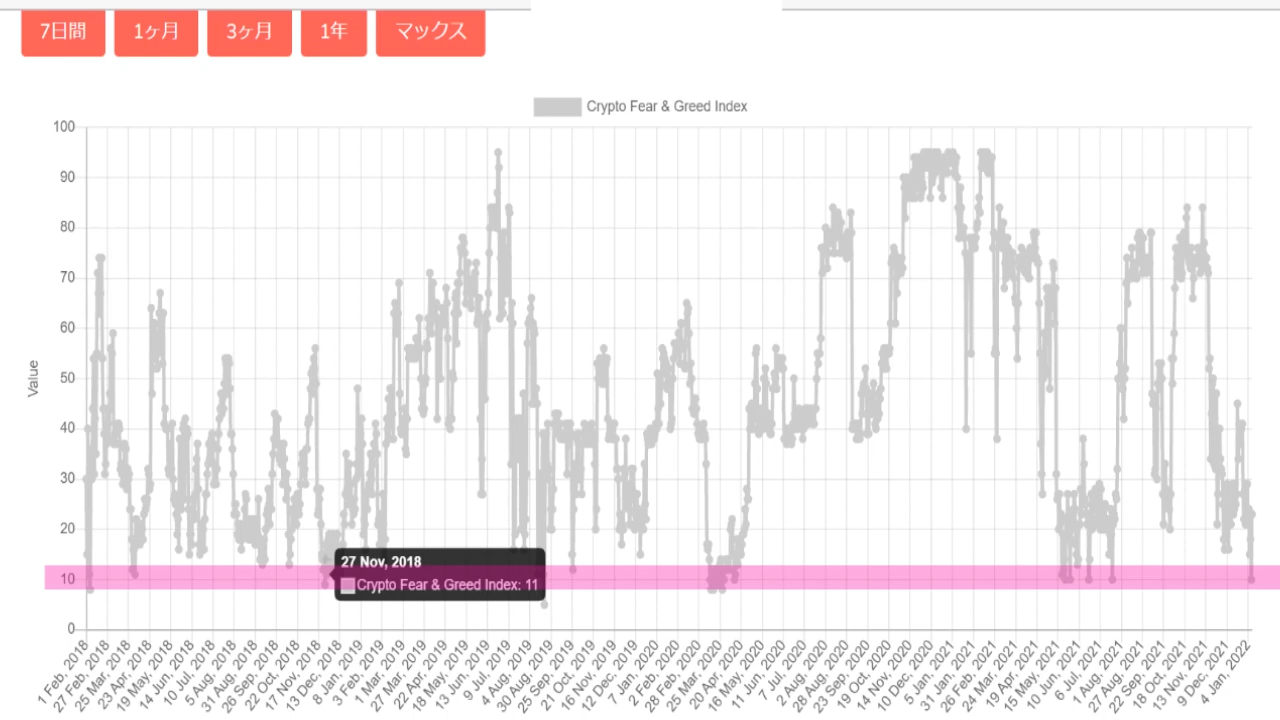 7日間 1ヶ月 3ヶ月 1年 マックス
Crypto Fear & Greed Index
100
90
80
70
60
50
40
30
20
10
0
Value
27 Nov, 2018
Crypto Fear & Greed Index: 11
1 Feb, 2018
27 Feb, 2018
25 Mar, 2018
23 Apr, 2018
19 May, 2018
14 Jun, 2018
10 Jul, 2018
5 Aug, 2018
31 Aug, 2018
26 Sep, 2018
22 Oct, 2018
17 Nov, 2018
13 Dec, 2018
8 Jan, 2019
3 Feb, 2019
1 Mar, 2019
27 Mar, 2019
22 Apr, 2019
18 May, 2019
13 Jun, 2019
9 Jul, 2019
4 Aug, 2019
30 Aug, 2019
25 Sep, 2019
21 Oct, 2019
16 Nov, 2019
12 Dec, 2019
7 Jan, 2020
2 Feb, 2020
28 Feb, 2020
25 Mar, 2020
20 Apr, 2020
16 May, 2020
11 Jun, 2020
7 Jul, 2020
2 Aug, 2020
28 Aug, 2020
23 Sep, 2020
19 Oct, 2020
14 Nov, 2020
10 Dec, 2020
5 Jan, 2021
31 Jan, 2021
26 Feb, 2021
24 Mar, 2021
19 Apr, 2021
15 May, 2021
10 Jun, 2021
6 Jul, 2021
1 Aug, 2021
27 Aug, 2021
22 Sep, 2021
18 Oct, 2021
13 Nov, 2021
9 Dec, 2021
4 Jan, 2022